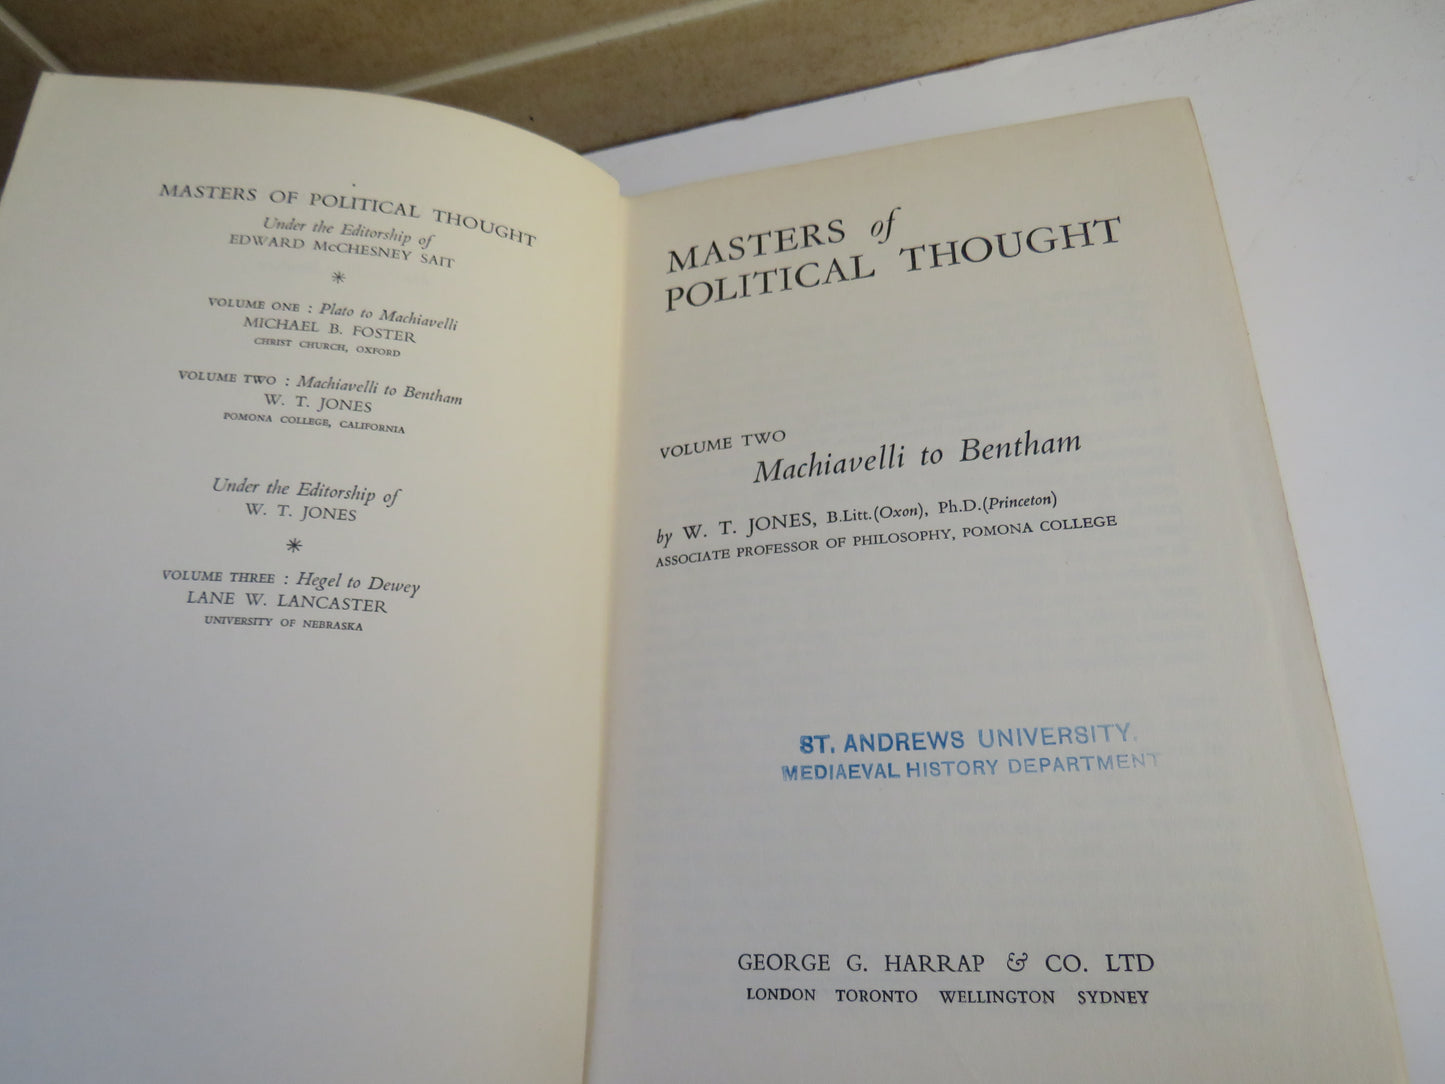 MASTERS OF POLITICAL THOUGHT
Under the Editorship of
EDWARD McCHESNEY SAIT
*
VOLUME ONE : Plato to Machiavelli
MICHAEL B. FOSTER
CHRIST CHURCH, OXFORD
VOLUME TWO : Machiavelli to Bentham
W. T. JONES
POMONA COLLEGE, CALIFORNIA
Under the Editorship of
W. T. JONES
*
VOLUME THREE : Hegel to Dewey
LANE W. LANCASTER
UNIVERSITY OF NEBRASKA
MASTERS of
POLITICAL THOUGHT
VOLUME TWO
Machiavelli to Bentham
by W. T. JONES, B.Litt.(Oxon), Ph.D.(Princeton)
ASSOCIATE PROFESSOR OF PHILOSOPHY, POMONA COLLEGE
ST. ANDREWS UNIVERSITY.
MEDIAEVAL HISTORY DEPARTMENT
GEORGE G. HARRAP & CO. LTD
LONDON TORONTO WELLINGTON SYDNEY